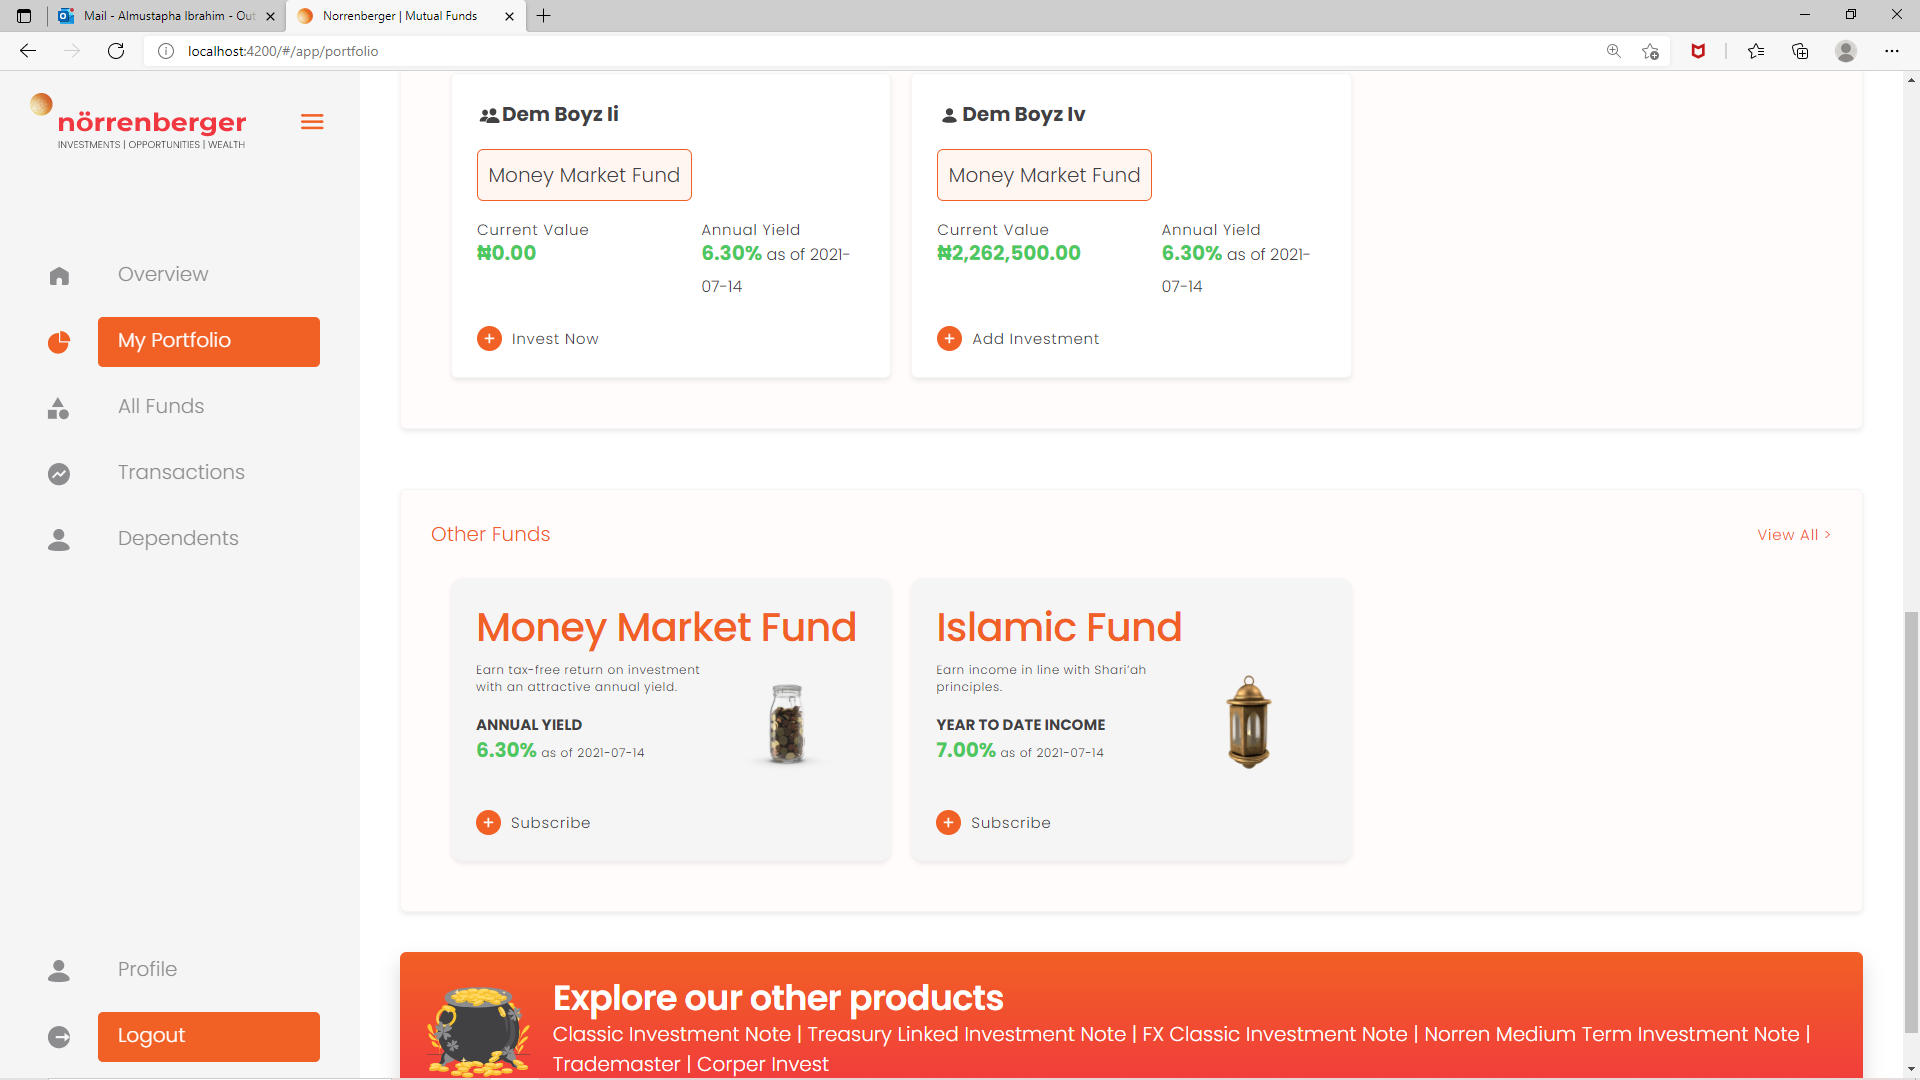 Mail - Almustapha Ibrahim - Out
Norrenberger | Mutual Funds
localhost:4200/#/app/portfolio
nörrenberger
INVESTMENTS | OPPORTUNITIES | WEALTH
Overview
My Portfolio
All Funds
Transactions
Dependents
Profile
Logout
Dem Boyz Ii
Money Market Fund
Current Value
₦0.00
Annual Yield
6.30% as of 2021-
07-14
Invest Now
Dem Boyz Iv
Money Market Fund
Current Value
₦2,262,500.00
Annual Yield
6.30% as of 2021-
07-14
Add Investment
Other Funds
View All >
Money Market Fund
Earn tax-free return on investment
with an attractive annual yield.
ANNUAL YIELD
6.30% as of 2021-07-14
Subscribe
Islamic Fund
Earn income in line with Shari'ah
principles.
YEAR TO DATE INCOME
7.00% as of 2021-07-14
Subscribe
Explore our other products
Classic Investment Note | Treasury Linked Investment Note | FX Classic Investment Note | Norren Medium Term Investment Note |
Trademaster | Corper Invest